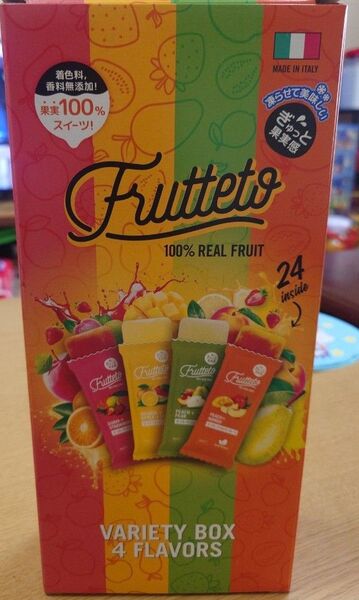 着色料,
香料無添加!
果実100%
スイーツ!
MADE IN ITALY
凍らせて美味しい
ぎゅっと
果実感
Frutteto
100% REAL FRUIT
24
inside
Frutteto
Frutteto
Frutteto
Frutteto
PEACH +
PEAR
VARIETY BOX
4 FLAVORS